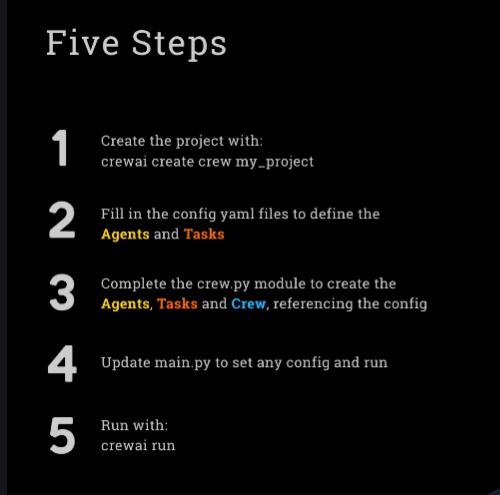 Five Steps
1
Create the project with:
crewai create crew my_project
2
Fill in the config yaml files to define the
Agents and Tasks
3
Complete the crew.py module to create the
Agents, Tasks and Crew, referencing the config
4
Update main.py to set any config and run
5
Run with:
crewai run